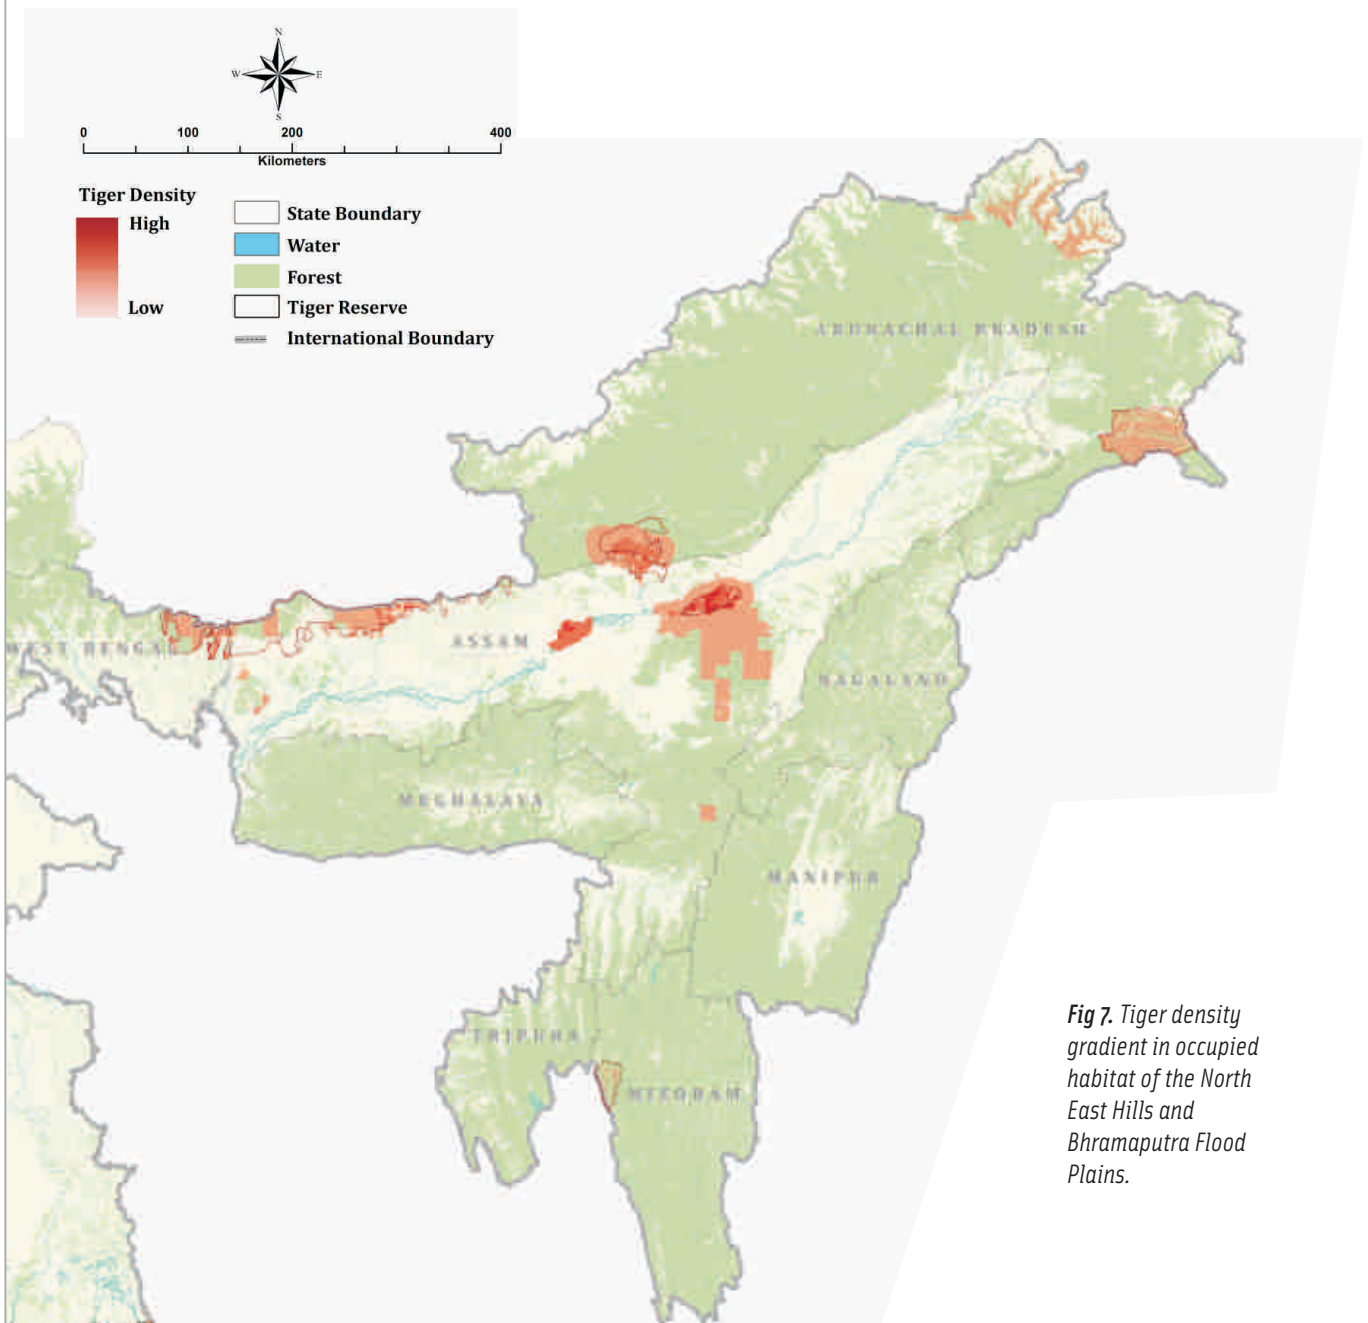 N
W E
S
0 100 200 400
Kilometers
Tiger Density
High
Low
State Boundary
Water
Forest
Tiger Reserve
International Boundary
ARUNACHAL PRADESH
WEST BENGAL
ASSAM
NAGALAND
MEGHALAYA
MANIPUR
TRIPURA
MIZORAM
Fig 7. Tiger density
gradient in occupied
habitat of the North
East Hills and
Bhramaputra Flood
Plains.